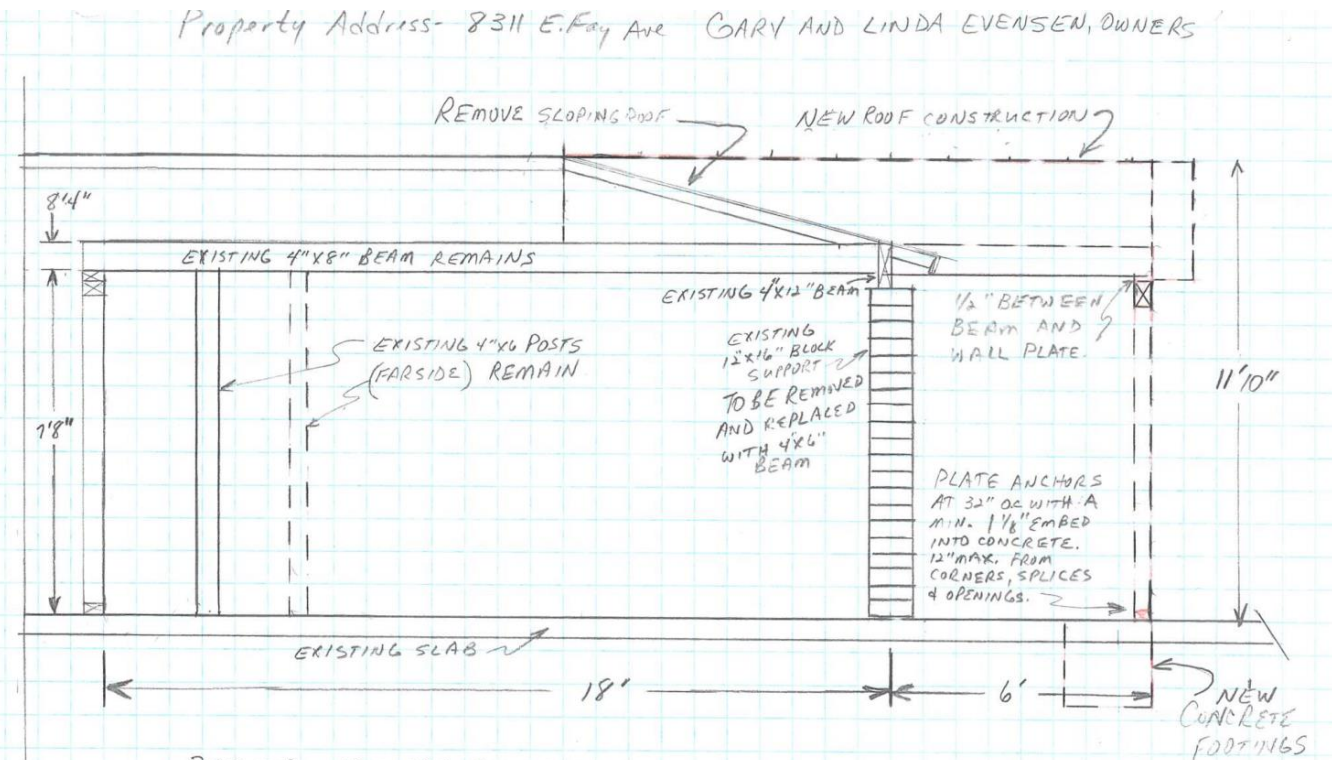 Property Address- 8311 E. Fay Ave GARY AND LINDA EVENSEN, OWNERS
REMOVE SLOPING ROOF
NEW ROOF CONSTRUCTION
8'4"
EXISTING 4"X8" BEAM REMAINS
EXISTING 4"X12" BEAM
1/2" BETWEEN
BEAM AND
WALL PLATE.
EXISTING 4"X6 POSTS
(FARSIDE) REMAIN
EXISTING
12"X16" BLOCK
SUPPORT
TO BE REMOVED
AND REPLACED
WITH 4"X6"
BEAM
11'10"
7'8"
PLATE ANCHORS
AT 32" OC WITH A
MIN. 1 1/8" EMBED
INTO CONCRETE.
12" MAX. FROM
CORNERS, SPLICES
& OPENINGS.
EXISTING SLAB
18'
6'
NEW
CONCRETE
FOOTINGS